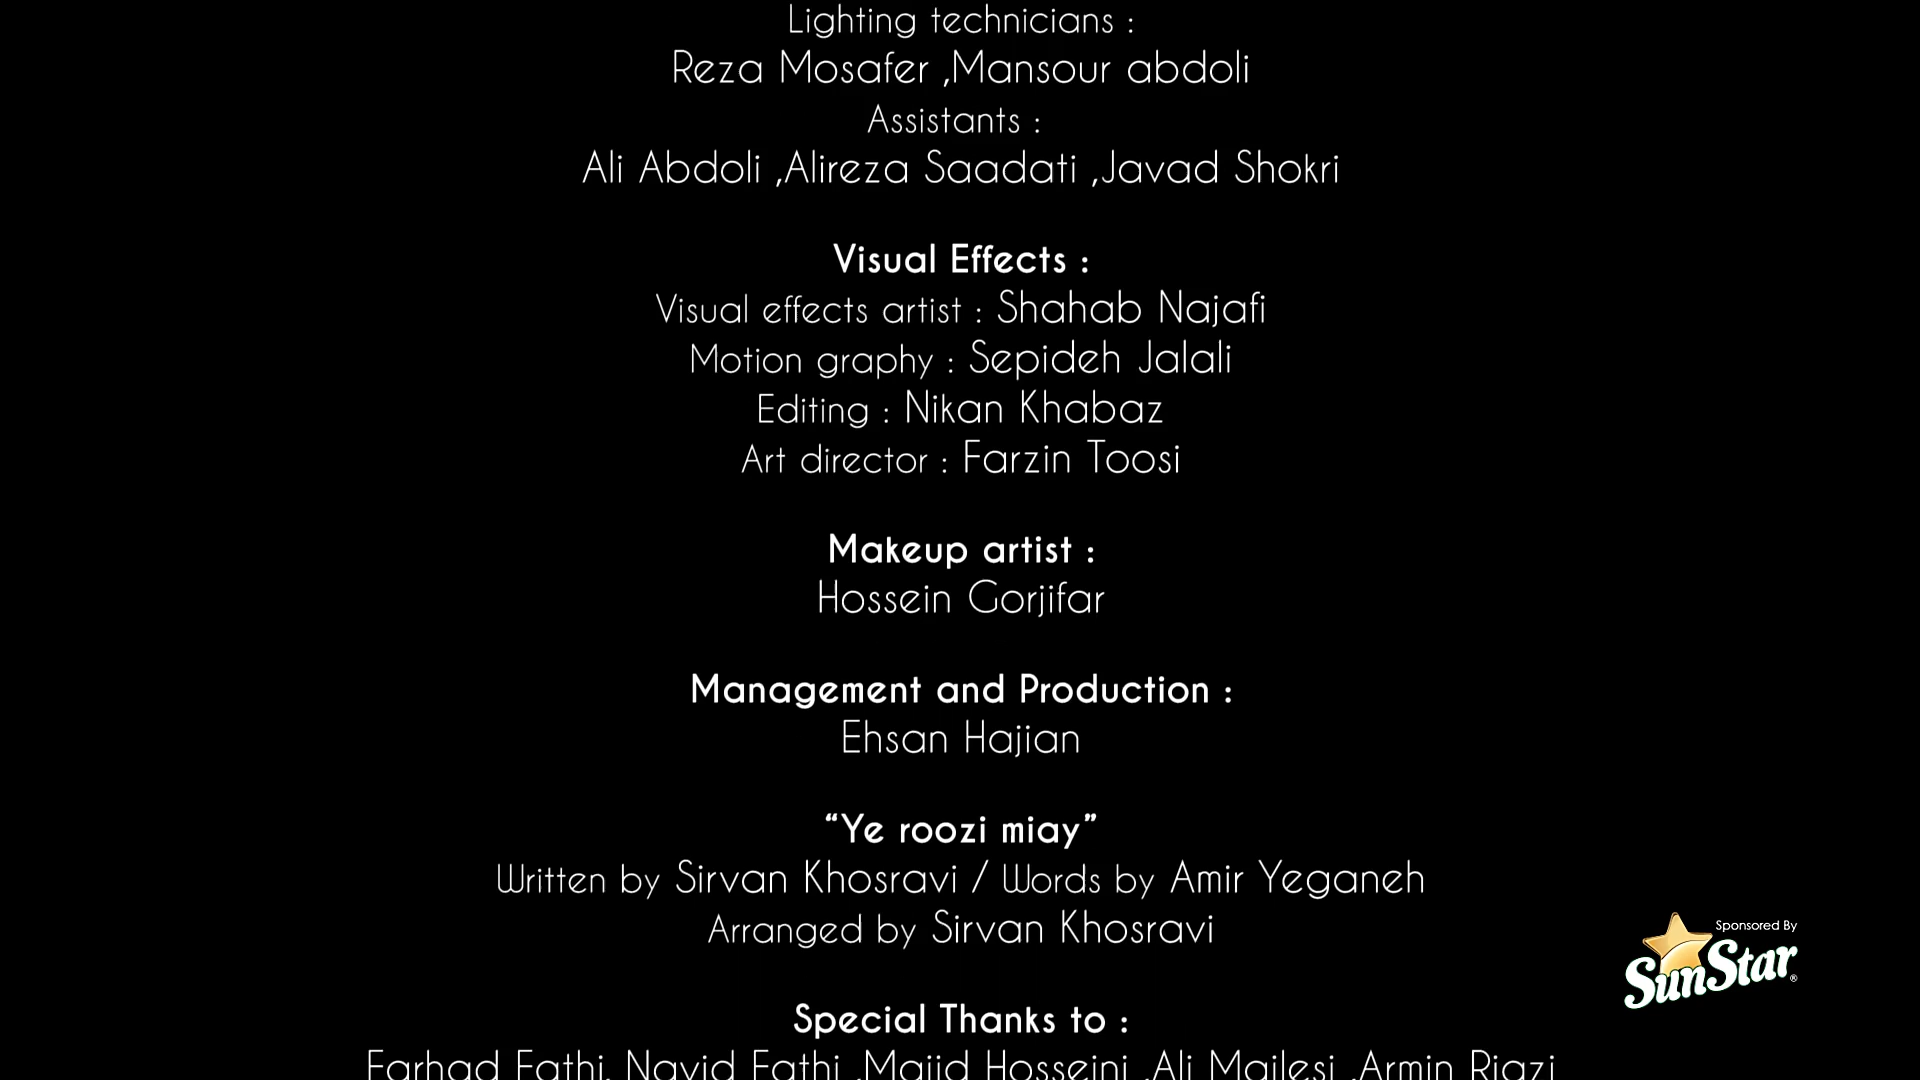 Lighting technicians :
Reza Mosafer ,Mansour abdoli
Assistants :
Ali Abdoli ,Alireza Saadati ,Javad Shokri
Visual Effects :
Visual effects artist : Shahab Najafi
Motion graphy : Sepideh Jalali
Editing : Nikan Khabaz
Art director : Farzin Toosi
Makeup artist :
Hossein Gorjifar
Management and Production :
Ehsan Hajian
“Ye roozi miay”
Written by Sirvan Khosravi / Words by Amir Yeganeh
Arranged by Sirvan Khosravi
Sponsored By
SunStar®
Special Thanks to :
Farhad Fathi, Navid Fathi ,Majid Hosseini ,Ali Majlesi ,Armin Riazi